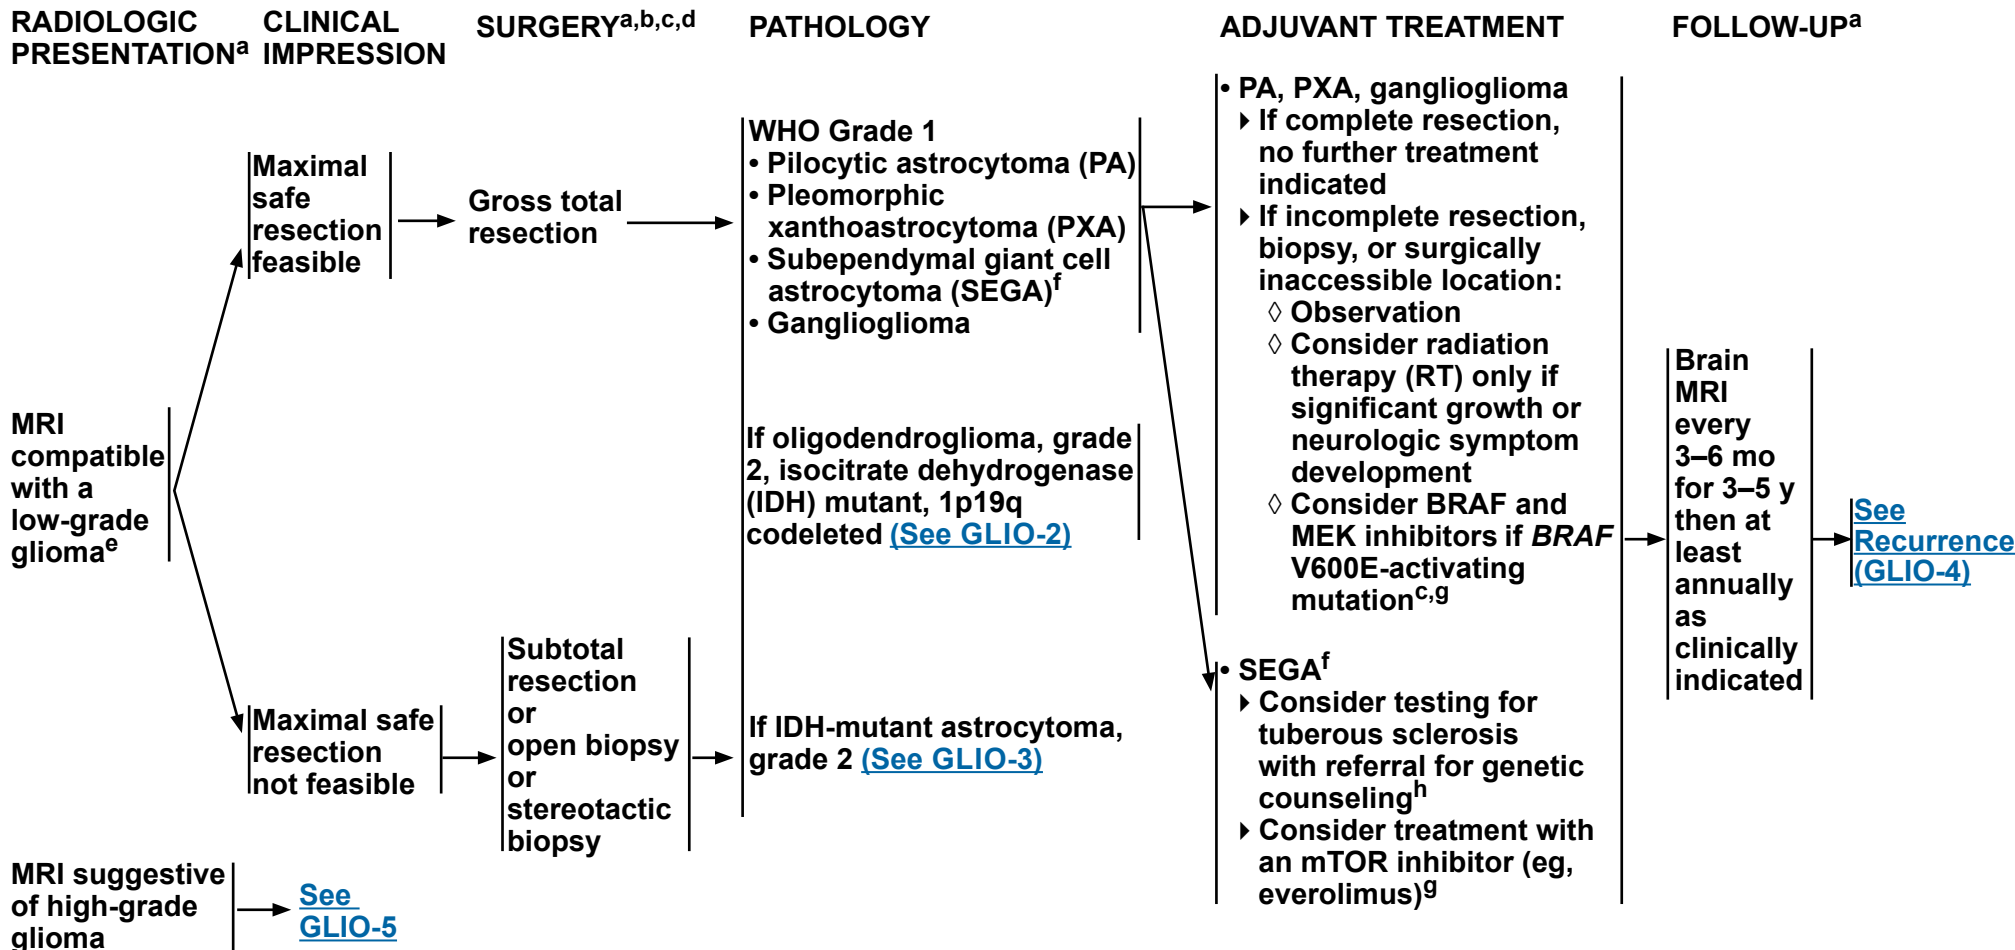 RADIOLOGIC
PRESENTATIONa
CLINICAL
IMPRESSION
SURGERYa,b,c,d
PATHOLOGY
ADJUVANT TREATMENT
FOLLOW-UPa
MRI
compatible
with a
low-grade
gliomae
Maximal
safe
resection
feasible
Gross total
resection
Maximal safe
resection
not feasible
Subtotal
resection
or
open biopsy
or
stereotactic
biopsy
WHO Grade 1
• Pilocytic astrocytoma (PA)
• Pleomorphic
xanthoastrocytoma (PXA)
• Subependymal giant cell
astrocytoma (SEGA)f
• Ganglioglioma
If oligodendroglioma, grade
2, isocitrate dehydrogenase
(IDH) mutant, 1p19q
codeleted (See GLIO-2)
If IDH-mutant astrocytoma,
grade 2 (See GLIO-3)
• PA, PXA, ganglioglioma
▸ If complete resection,
no further treatment
indicated
▸ If incomplete resection,
biopsy, or surgically
inaccessible location:
◊ Observation
◊ Consider radiation
therapy (RT) only if
significant growth or
neurologic symptom
development
◊ Consider BRAF and
MEK inhibitors if BRAF
V600E-activating
mutationc,g
• SEGAf
▸ Consider testing for
tuberous sclerosis
with referral for genetic
counselingh
▸ Consider treatment with
an mTOR inhibitor (eg,
everolimus)g
Brain
MRI
every
3–6 mo
for 3–5 y
then at
least
annually
as
clinically
indicated
See
Recurrence
(GLIO-4)
MRI suggestive
of high-grade
glioma
See
GLIO-5